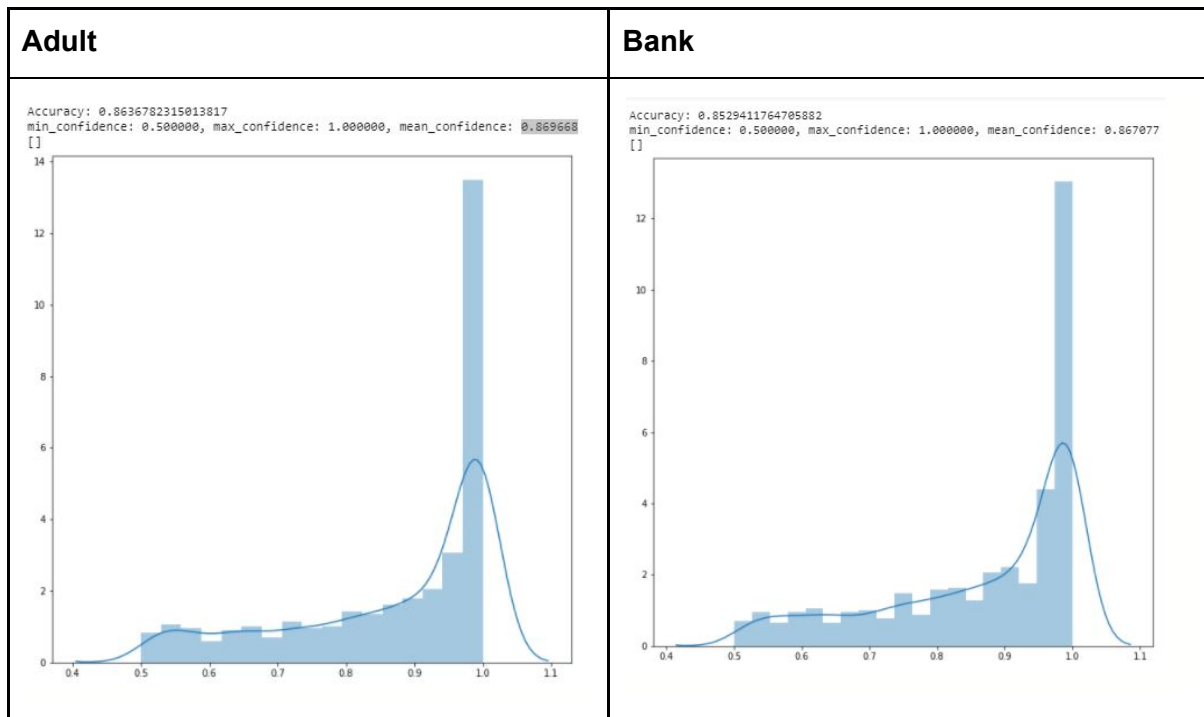 Adult
Bank
Accuracy: 0.8636782315013817
min_confidence: 0.500000, max_confidence: 1.000000, mean_confidence: 0.869668
[]
14
12
10
8
6
4
2
0
0.4 0.5 0.6 0.7 0.8 0.9 1.0 1.1
Accuracy: 0.8529411764705882
min_confidence: 0.500000, max_confidence: 1.000000, mean_confidence: 0.867077
[]
12
10
8
6
4
2
0
0.4 0.5 0.6 0.7 0.8 0.9 1.0 1.1